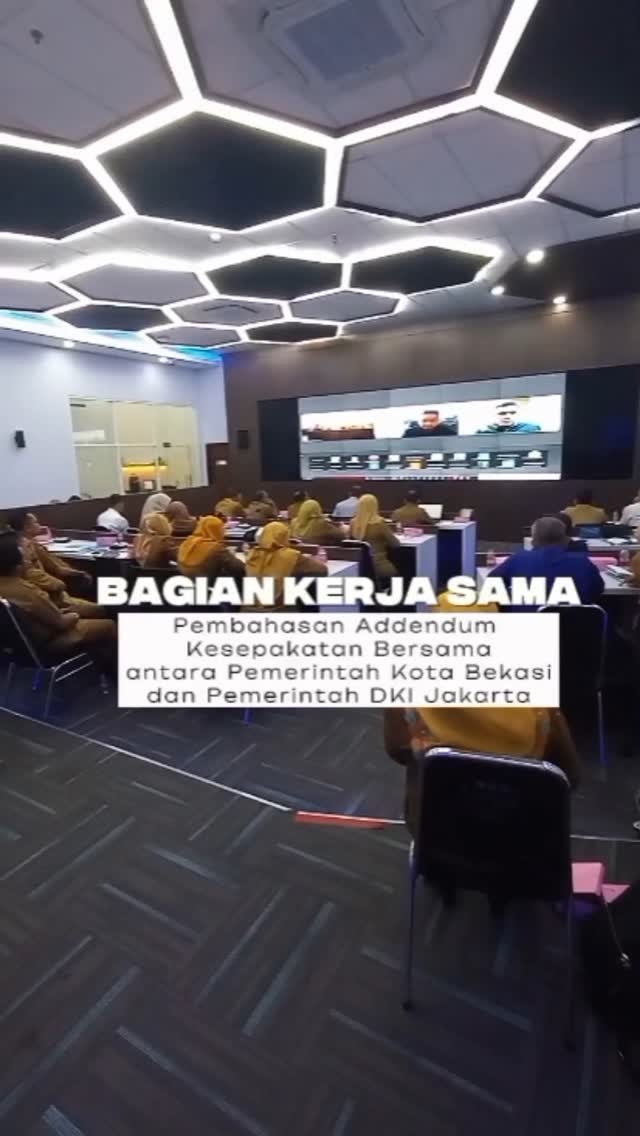 BAGIAN KERJA SAMA
Pembahasan Addendum
Kesepakatan Bersama
antara Pemerintah Kota Bekasi
dan Pemerintah DKI Jakarta